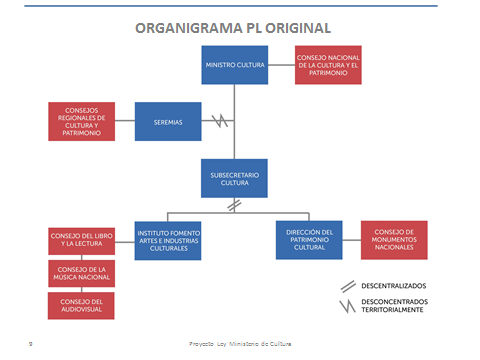 ORGANIGRAMA PL ORIGINAL
MINISTRO CULTURA
CONSEJO NACIONAL
DE LA CULTURA Y EL
PATRIMONIO
CONSEJOS
REGIONALES DE
CULTURA Y
PATRIMONIO
SEREMIAS
SUBSECRETARIO
CULTURA
CONSEJO DEL LIBRO
Y LA LECTURA
INSTITUTO FOMENTO
ARTES E INDUSTRIAS
CULTURALES
DIRECCIÓN DEL
PATRIMONIO
CULTURAL
CONSEJO DE
MONUMENTOS
NACIONALES
CONSEJO DE LA
MÚSICA NACIONAL
CONSEJO DEL
AUDIOVISUAL
DESCENTRALIZADOS
DESCONCENTRADOS
TERRITORIALMENTE
9
Proyecto Ley Ministerio de Cultura